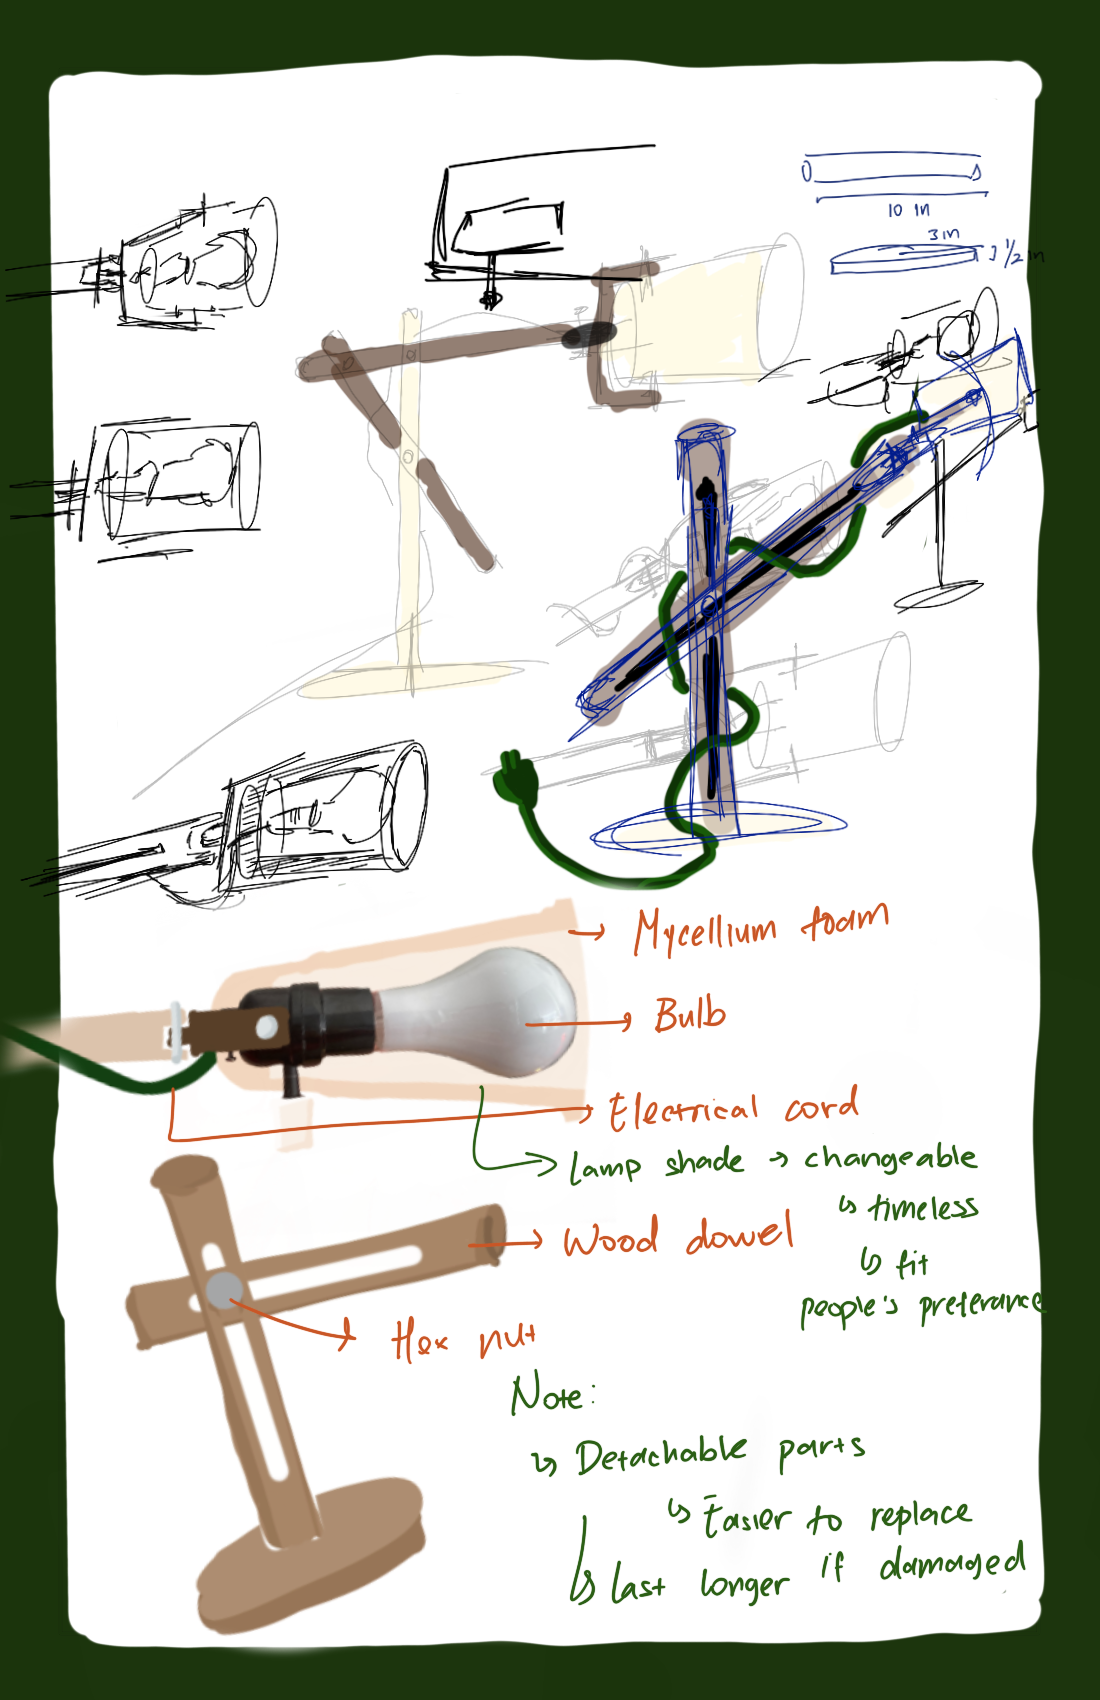 10 in
3 in
1/2 in
→ Mycellium foam
→ Bulb
→ Electrical cord
→ lamp shade → changeable
↳ timeless
↳ fit
people's preferance
→ Wood dowel
→ Hex nut
Note:
↳ Detachable parts
↳ Easier to replace
↳ last longer if damaged